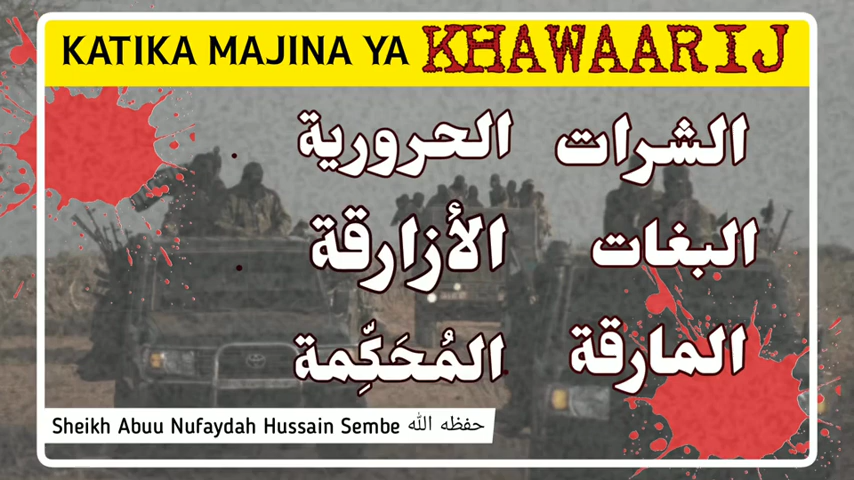 KATIKA MAJINA YA KHAWAARIJ
الشرات الحرورية
البغات الأزارقة
المارقة المُحَكِّمة
Sheikh Abuu Nufaydah Hussain Sembe حفظه الله